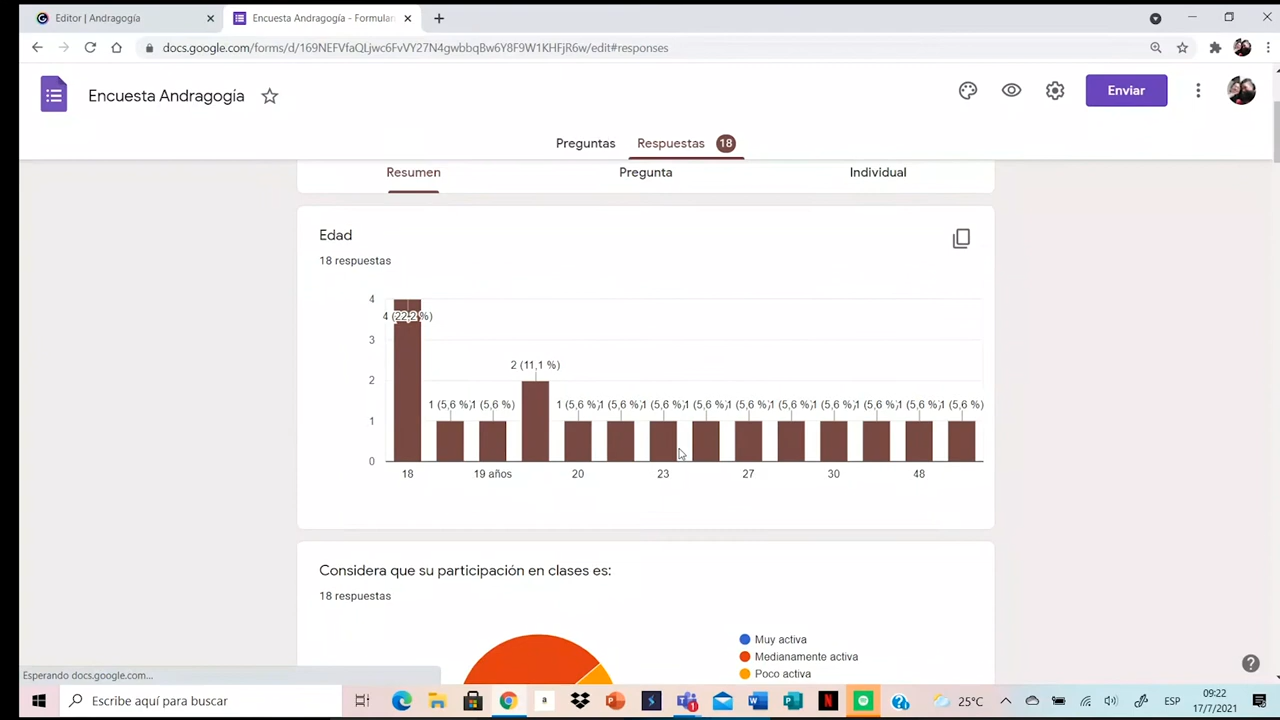 Editor | Andragogía
Encuesta Andragogía - Formular
docs.google.com/forms/d/169NEFVfaQLjwc6FvVY27N4gwbbqBw6Y8F9W1KHFjR6w/edit#responses
Encuesta Andragogía
Enviar
Preguntas
Respuestas 18
Resumen
Pregunta
Individual
Edad
18 respuestas
4
3
2
1
0
4 (22,2 %)
1 (5,6 %)
1 (5,6 %)
2 (11,1 %)
1 (5,6 %)
1 (5,6 %)
1 (5,6 %)
1 (5,6 %)
1 (5,6 %)
1 (5,6 %)
1 (5,6 %)
1 (5,6 %)
1 (5,6 %)
1 (5,6 %)
18
19 años
20
23
27
30
48
Considera que su participación en clases es:
18 respuestas
Muy activa
Medianamente activa
Poco activa
Esperando docs.google.com...
Escribe aquí para buscar
25°C
ESP
09:22
17/7/2021